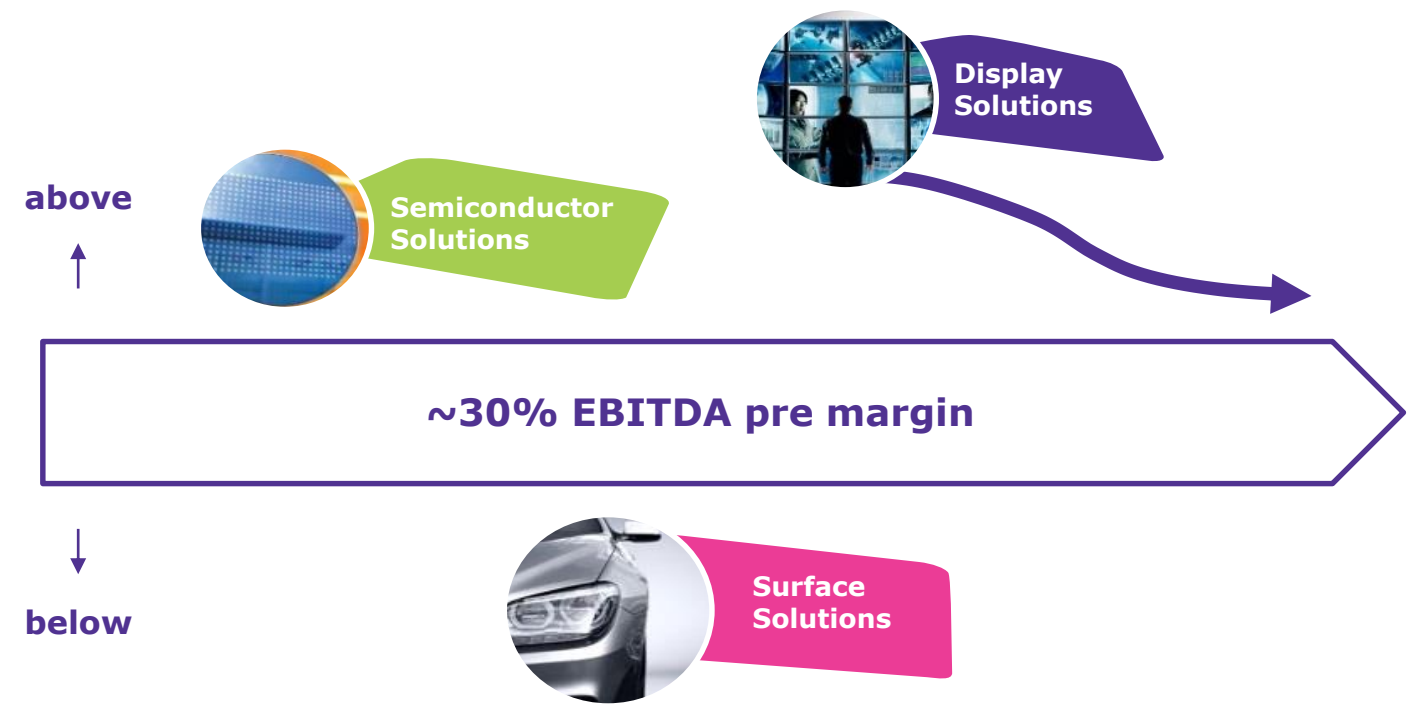 Display
Solutions
above
Semiconductor
Solutions
~30% EBITDA pre margin
Surface
Solutions
below